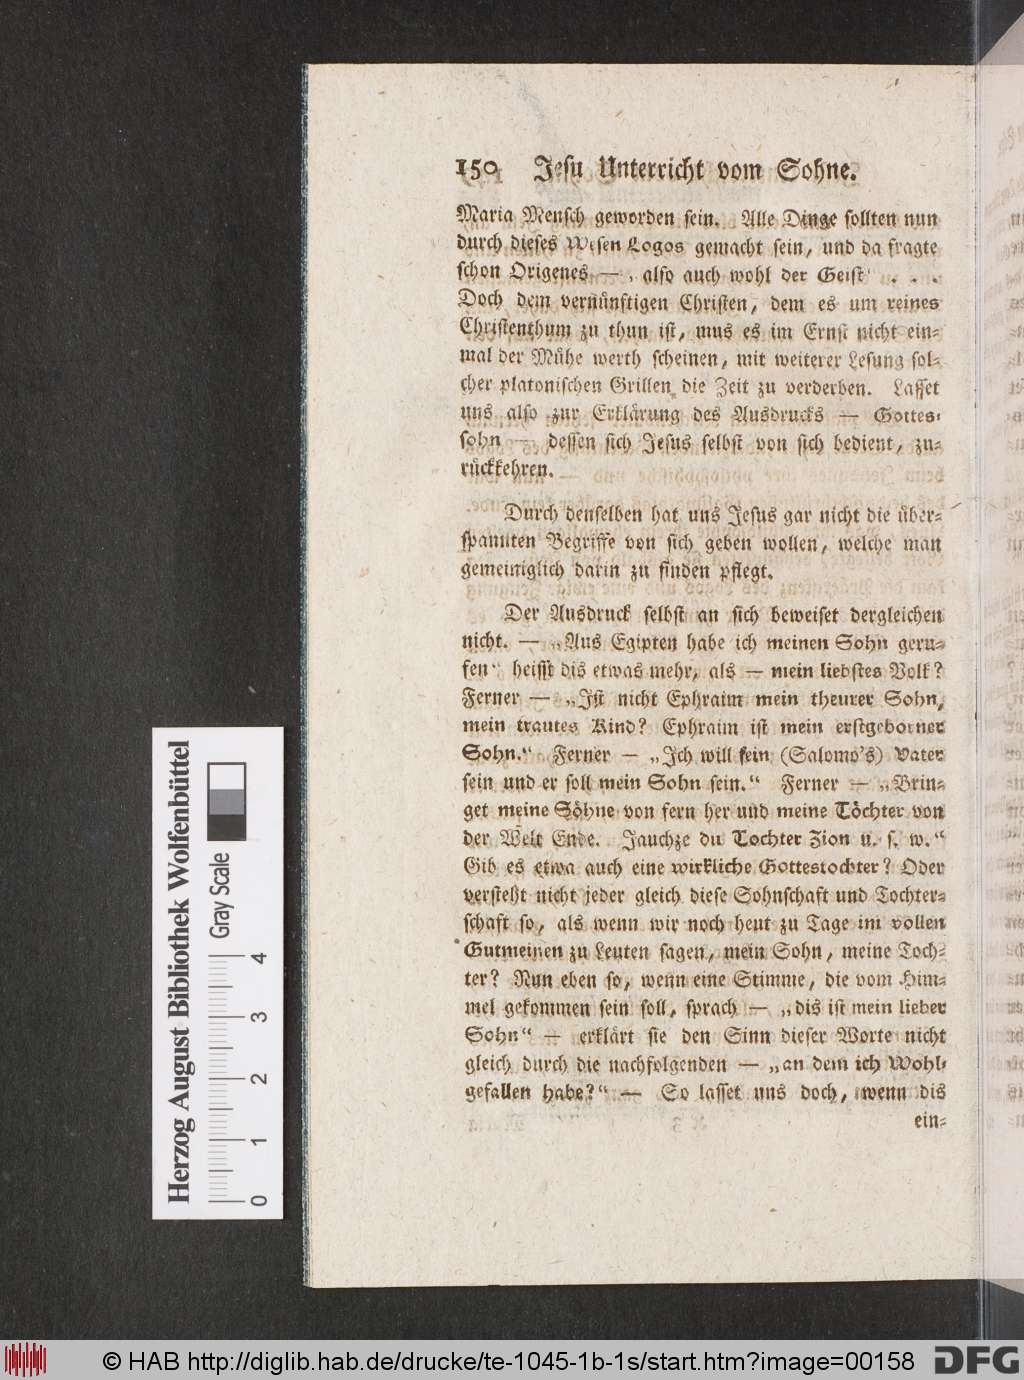 150 Jesu Unterricht vom Sohne.
Maria Mensch geworden sein. Alle Dinge sollten nun
durch dieses Wesen Logos gemacht sein, und da fragte
schon Origenes — also auch wohl der Geist . . .
Doch dem vernünftigen Christen, dem es um reines
Christenthum zu thun ist, mus es im Ernst nicht ein-
mal der Mühe werth scheinen, mit weiterer Lesung sol-
cher platonischen Grillen die Zeit zu verderben. Lasset
uns also zur Erklärung des Ausdrucks — Gottes-
sohn — dessen sich Jesus selbst von sich bedient, zu-
rückkehren.
Durch denselben hat uns Jesus gar nicht die über-
spannten Begriffe von sich geben wollen, welche man
gemeiniglich darin zu finden pflegt.
Der Ausdruck selbst an sich beweiset dergleichen
nicht. — „Aus Egipten habe ich meinen Sohn geru-
fen“ heisst dis etwas mehr, als — mein liebstes Volk?
Ferner — „Ist nicht Ephraim mein theurer Sohn,
mein trautes Kind? Ephraim ist mein erstgeborner
Sohn.“ Ferner — „Ich will sein (Salomo's) Vater
sein und er soll mein Sohn sein.“ Ferner — „Brin-
get meine Söhne von fern her und meine Töchter von
der Welt Ende. Jauchze du Tochter Zion u. s. w.“
Gib es etwa auch eine wirkliche Gottestochter? Oder
versteht nicht jeder gleich diese Sohnschaft und Tochter-
schaft so, als wenn wir noch heut zu Tage im vollen
Gutmeinen zu Leuten sagen, mein Sohn, meine Toch-
ter? Nun eben so, wenn eine Stimme, die vom Him-
mel gekommen sein soll, sprach — „dis ist mein lieber
Sohn“ — erklärt sie den Sinn dieser Worte nicht
gleich durch die nachfolgenden — „an dem ich Wohl-
gefallen habe?“ — So lasset uns doch, wenn dis
ein-
Herzog August Bibliothek Wolfenbüttel
Gray Scale
0 1 2 3 4
© HAB http://diglib.hab.de/drucke/te-1045-1b-1s/start.htm?image=00158
DFG